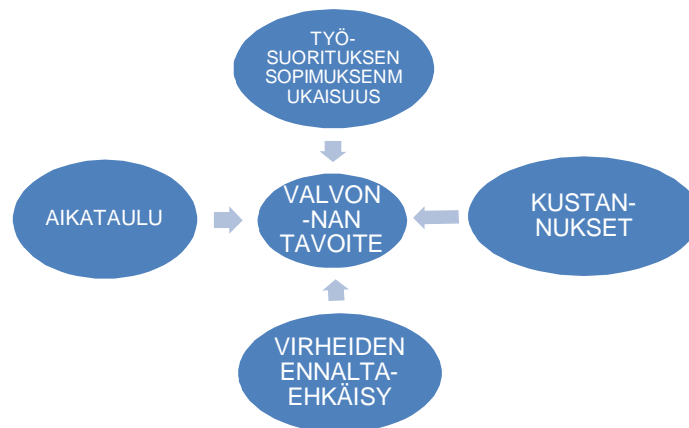 TYÖ-
SUORITUKSEN
SOPIMUKSENM
UKAISUUS
AIKATAULU
VALVON
-NAN
TAVOITE
KUSTAN-
NUKSET
VIRHEIDEN
ENNALTA-
EHKÄISY